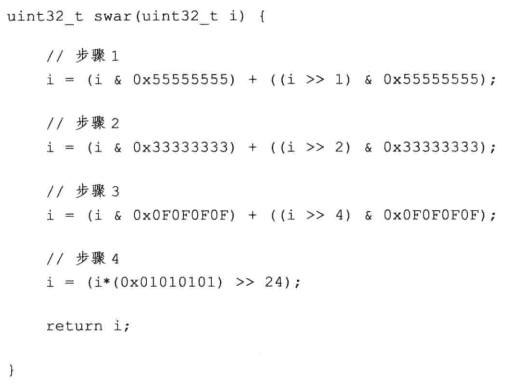 uint32_t swar(uint32_t i) {
// 步骤 1
i = (i & 0x55555555) + ((i >> 1) & 0x55555555);
// 步骤 2
i = (i & 0x33333333) + ((i >> 2) & 0x33333333);
// 步骤 3
i = (i & 0x0F0F0F0F) + ((i >> 4) & 0x0F0F0F0F);
// 步骤 4
i = (i*(0x01010101) >> 24);
return i;
}